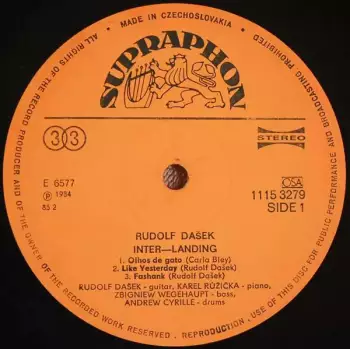 MADE IN CZECHOSLOVAKIA
ALL RIGHTS OF THE RECORD PRODUCER AND OF THE OWNER OF THE RECORDED WORK RESERVED. REPRODUCTION, USE OF THIS DISC FOR PUBLIC PERFORMANCE AND BROADCASTING PROHIBITED
SUPRAPHON
33
STEREO
E 6577
℗ 1984
85 2
OSA
1115 3279
SIDE 1
RUDOLF DAŠEK
INTER—LANDING
1. Olhos de gato (Carla Bley)
2. Like Yesterday (Rudolf Dašek)
3. Fashank (Rudolf Dašek)
RUDOLF DAŠEK - guitar, KAREL RŮŽIČKA - piano,
ZBIGNIEW WEGEHAUPT - bass,
ANDREW CYRILLE - drums